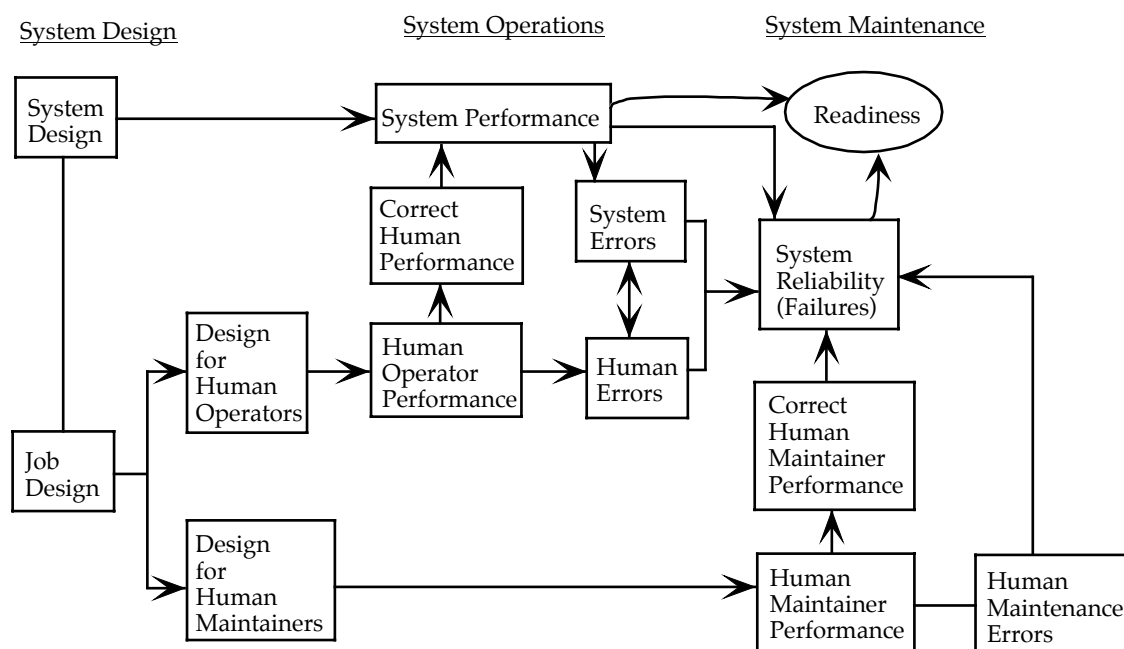 System Design
System Operations
System Maintenance
System
Design
System Performance
Readiness
Correct
Human
Performance
System
Errors
System
Reliability
(Failures)
Design
for
Human
Operators
Human
Operator
Performance
Human
Errors
Job
Design
Correct
Human
Maintainer
Performance
Design
for
Human
Maintainers
Human
Maintainer
Performance
Human
Maintenance
Errors